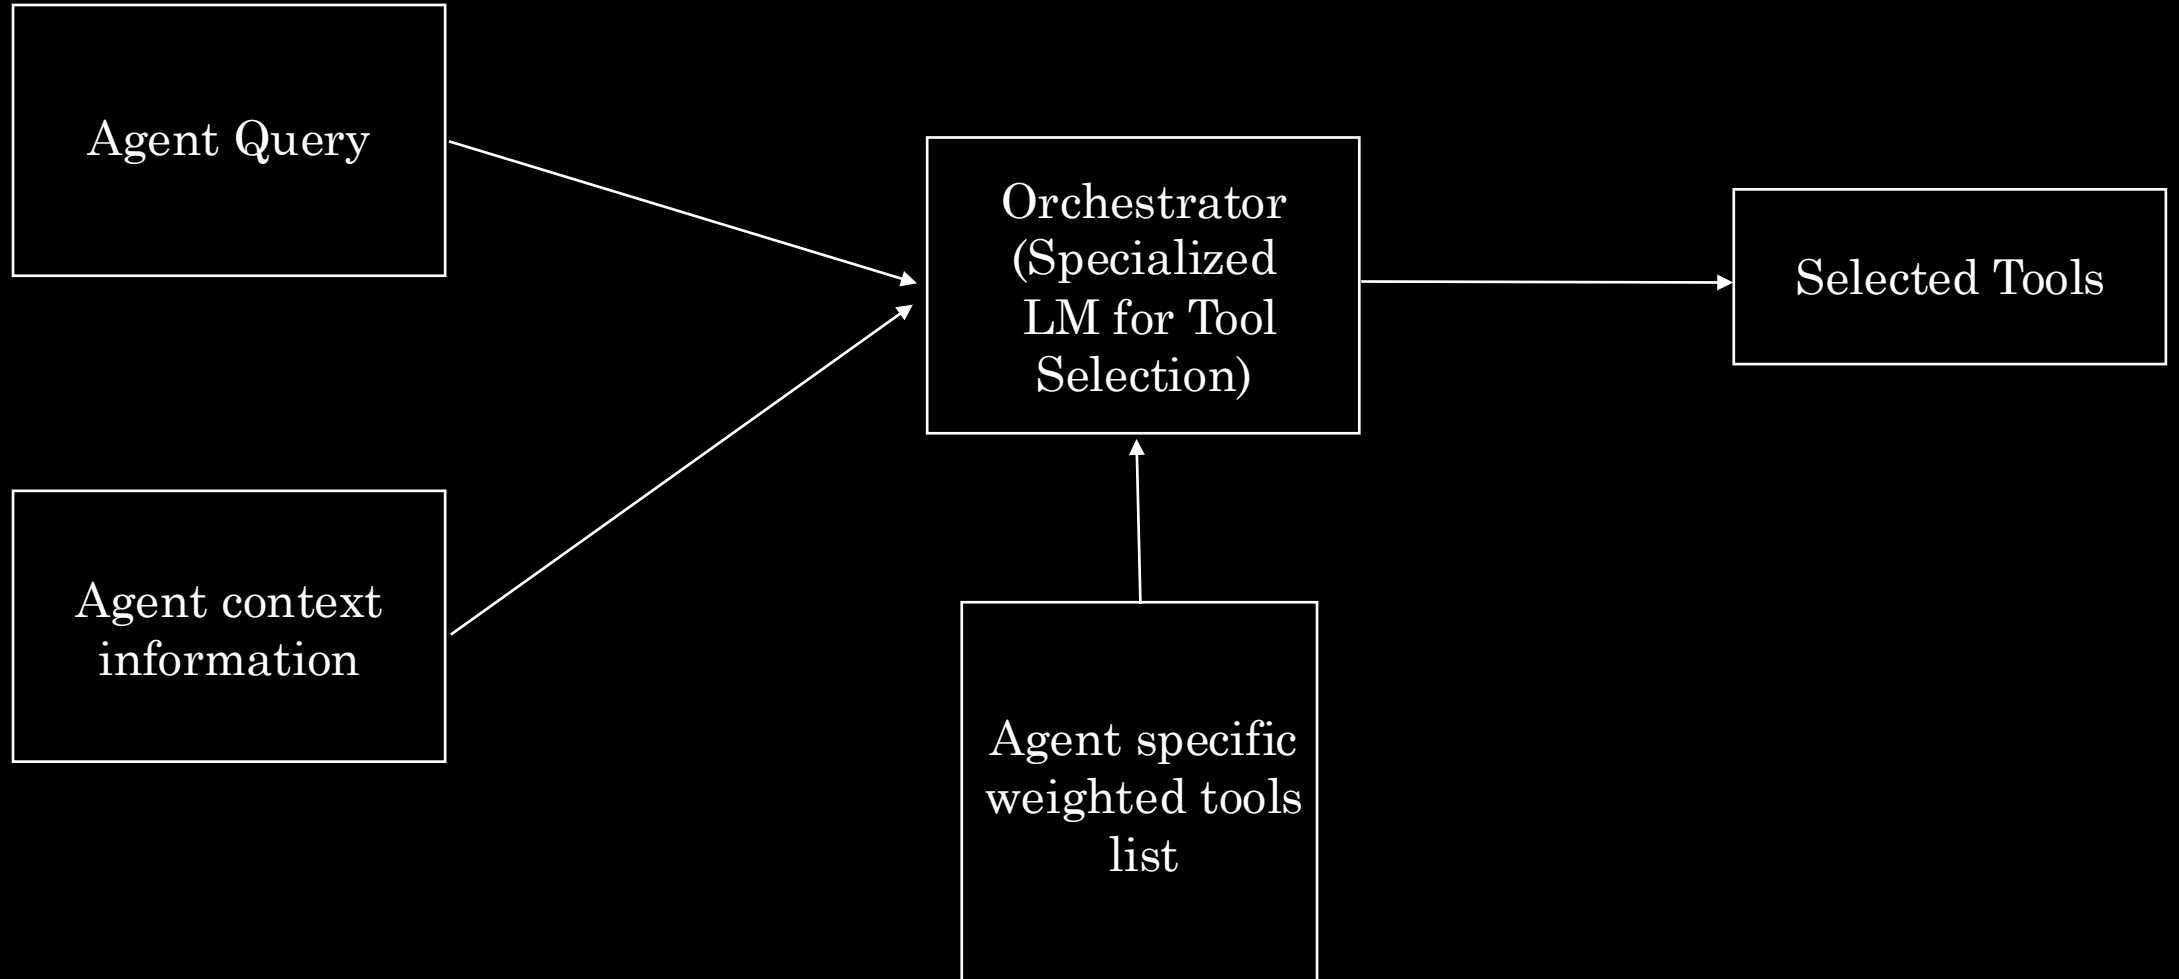 Agent Query
Orchestrator
(Specialized
LM for Tool
Selection)
Selected Tools
Agent context
information
Agent specific
weighted tools
list